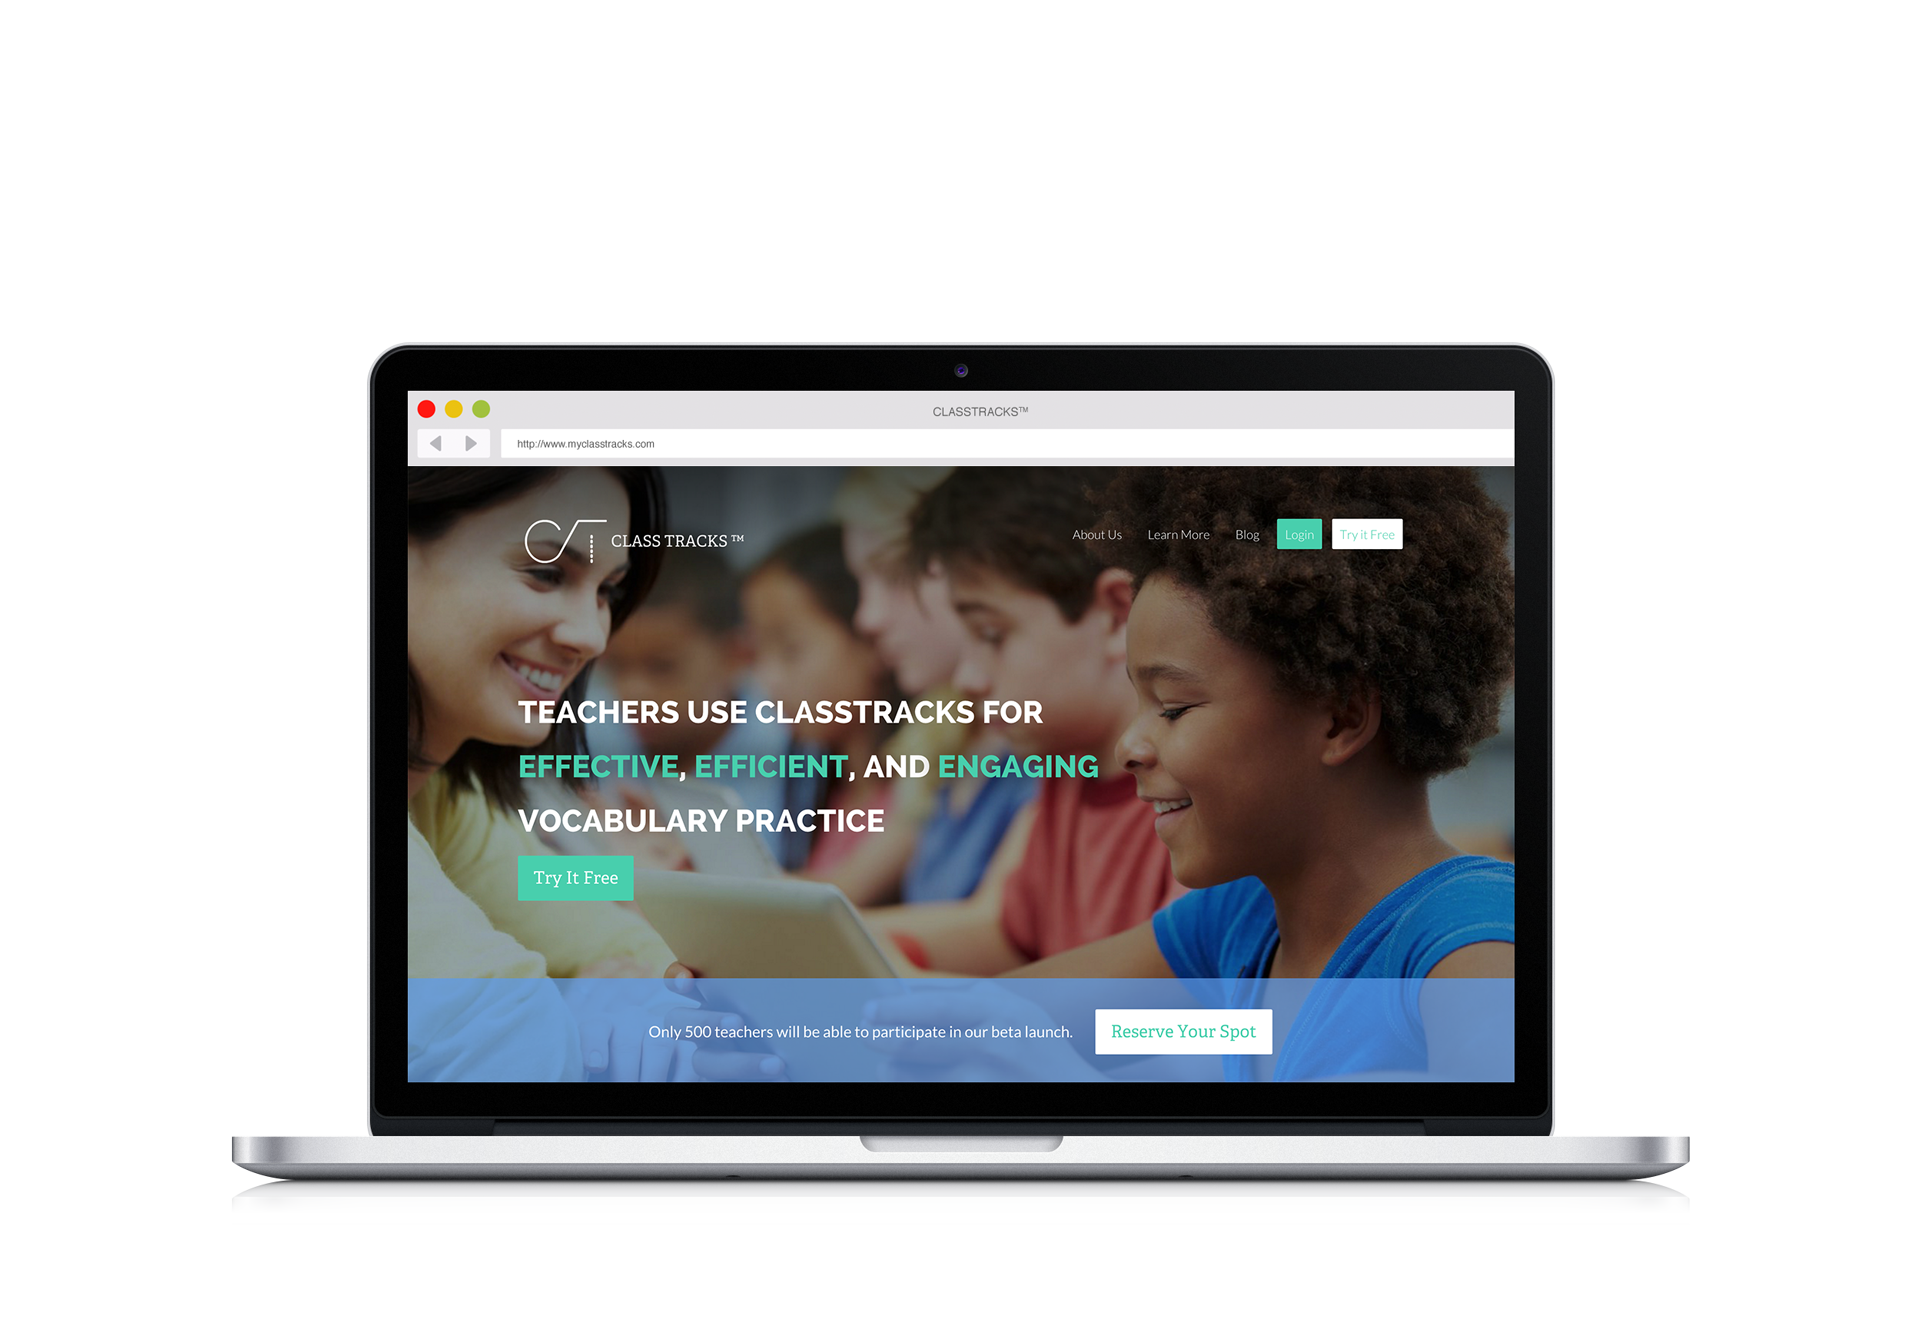 CLASSTRACKS™
http://www.myclasstracks.com
CT CLASS TRACKS ™
About Us Learn More Blog Login Try it Free
TEACHERS USE CLASSTRACKS FOR
EFFECTIVE, EFFICIENT, AND ENGAGING
VOCABULARY PRACTICE
Try It Free
Only 500 teachers will be able to participate in our beta launch. Reserve Your Spot